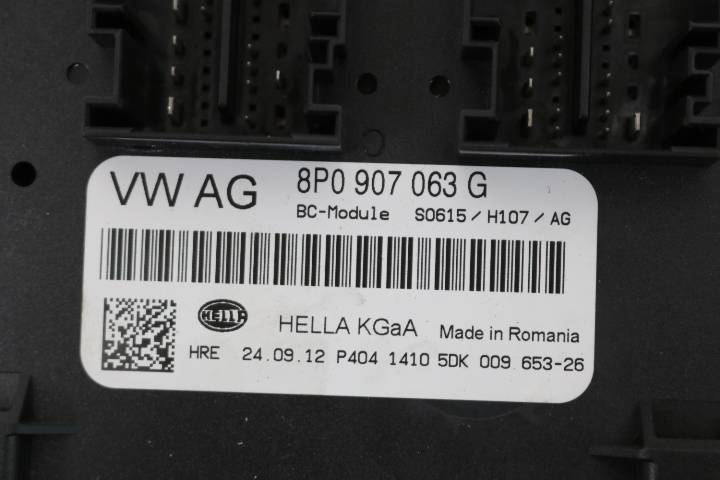 VW AG 8P0 907 063 G
BC-Module S0615 / H107 / AG
HELLA
HELLA KGaA Made in Romania
HRE 24.09.12 P404 1410 5DK 009 653-26